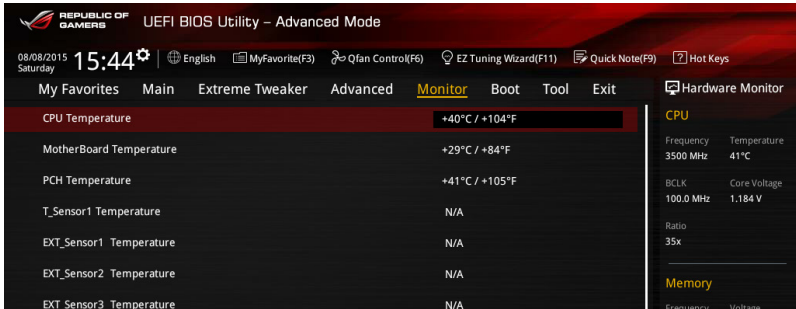 REPUBLIC OF
GAMERS
UEFI BIOS Utility – Advanced Mode
08/08/2015
Saturday
15:44
English
MyFavorite(F3)
Qfan Control(F6)
EZ Tuning Wizard(F11)
Quick Note(F9)
? Hot Keys
My Favorites Main Extreme Tweaker Advanced Monitor Boot Tool Exit
CPU Temperature +40°C / +104°F
MotherBoard Temperature +29°C / +84°F
PCH Temperature +41°C / +105°F
T_Sensor1 Temperature N/A
EXT_Sensor1 Temperature N/A
EXT_Sensor2 Temperature N/A
EXT_Sensor3 Temperature N/A
Hardware Monitor
CPU
Frequency Temperature
3500 MHz 41°C
BCLK Core Voltage
100.0 MHz 1.184 V
Ratio
35x
Memory
Frequency Voltage